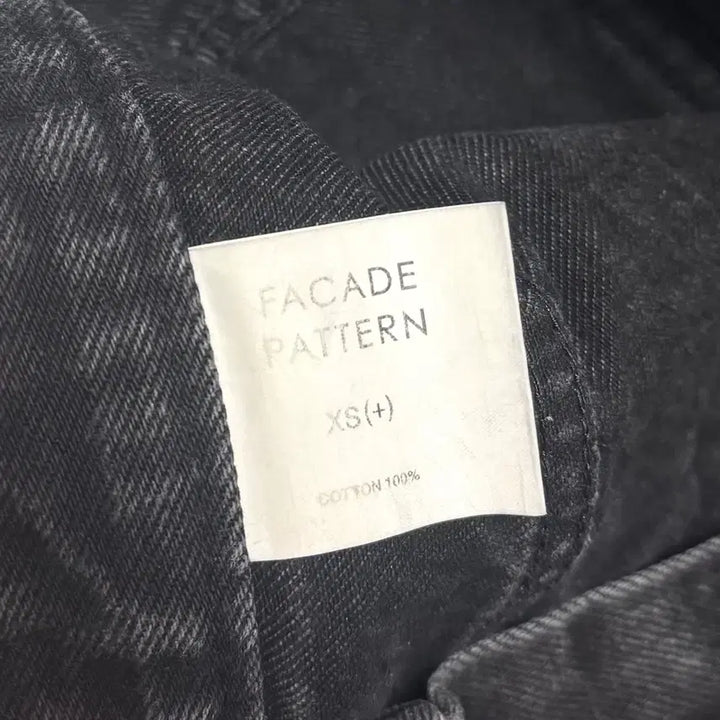 FACADE
PATTERN
XS(+)
COTTON 100%